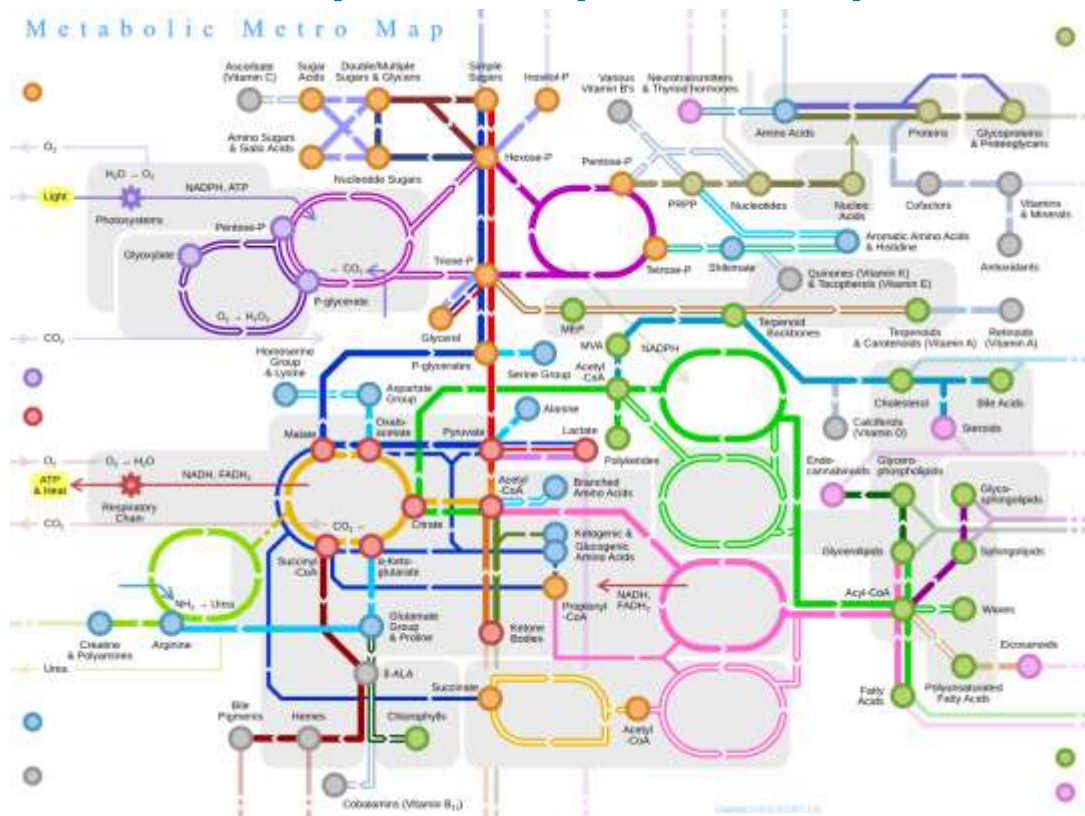 Metabolic Metro Map
Ascorbate
(Vitamin C)
Sugar
Acids
Double/Multiple
Sugars & Glycans
Simple
Sugars
Inositol-P
Various
Vitamin B's
Neurotransmitters
& Thyroid hormones
Amino Acids
Proteins
Glycoproteins
& Proteoglycans
Amino Sugars
& Sialic Acids
Nucleotide Sugars
Hexose-P
Pentose-P
PRPP
Nucleotides
Nucleic
Acids
Cofactors
Vitamins
& Minerals
Antioxidants
O₂
H₂O → O₂
Light
NADPH, ATP
Photosystems
Pentose-P
Glyoxylate
→ CO₂
P-glycerate
O₂ → H₂O₂
CO₂
Triose-P
Tetrose-P
Shikimate
Aromatic Amino Acids
& Histidine
Quinones (Vitamin K)
& Tocopherols (Vitamin E)
Glycerol
MEP
Terpenoid
Backbones
Terpenoids
& Carotenoids (Vitamin A)
Retinoids
(Vitamin A)
Homoserine
Group
& Lysine
P-glycerates
Serine Group
MVA
Acetyl
-CoA
NADPH
Aspartate
Group
Cholesterol
Bile Acids
Alanine
Malate
Oxalo-
acetate
Pyruvate
Lactate
Polyketides
Calciferols
(Vitamin D)
Steroids
O₂
O₂ → H₂O
ATP
& Heat
NADH, FADH₂
Respiratory
Chain
CO₂
Acetyl
-CoA
Branched
Amino Acids
Endo-
cannabinoids
Glycero-
phospholipids
Glyco-
sphingolipids
Citrate
CO₂ ←
Ketogenic &
Glucogenic
Amino Acids
Glycerolipids
Sphingolipids
Succinyl
-CoA
α-Keto-
glutarate
NH₃ → Urea
Propionyl
-CoA
NADH,
FADH₂
Acyl-CoA
Waxes
Creatine
& Polyamines
Arginine
Glutamate
Group
& Proline
Ketone
Bodies
Eicosanoids
Urea
δ-ALA
Succinate
Fatty
Acids
Polyunsaturated
Fatty Acids
Bile
Pigments
Hemes
Chlorophylls
Acetyl
-CoA
Cobalamins (Vitamin B₁₂)